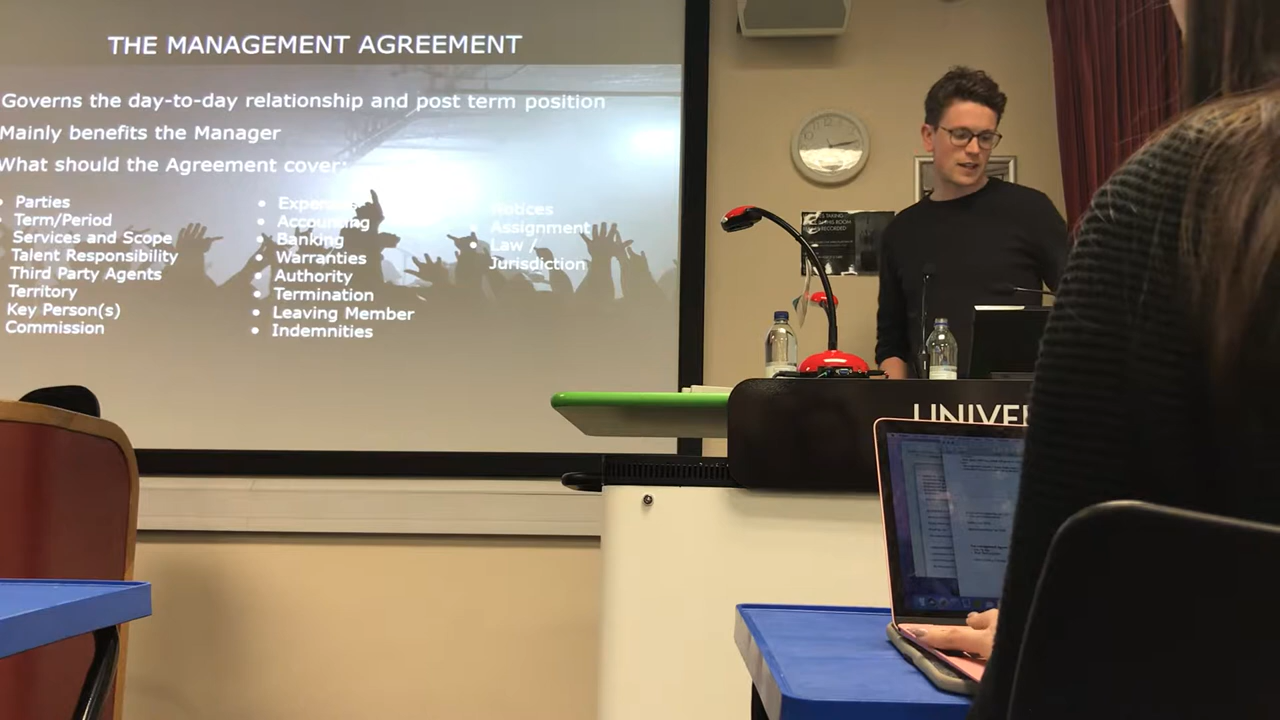 THE MANAGEMENT AGREEMENT
Governs the day-to-day relationship and post term position
Mainly benefits the Manager
What should the Agreement cover:
• Parties
• Term/Period
Services and Scope
Talent Responsibility
Third Party Agents
Territory
Key Person(s)
Commission
• Expenses
• Accounting
• Banking
• Warranties
• Authority
• Termination
• Leaving Member
• Indemnities
Notices
• Assignment
• Law /
Jurisdiction
UNIVE